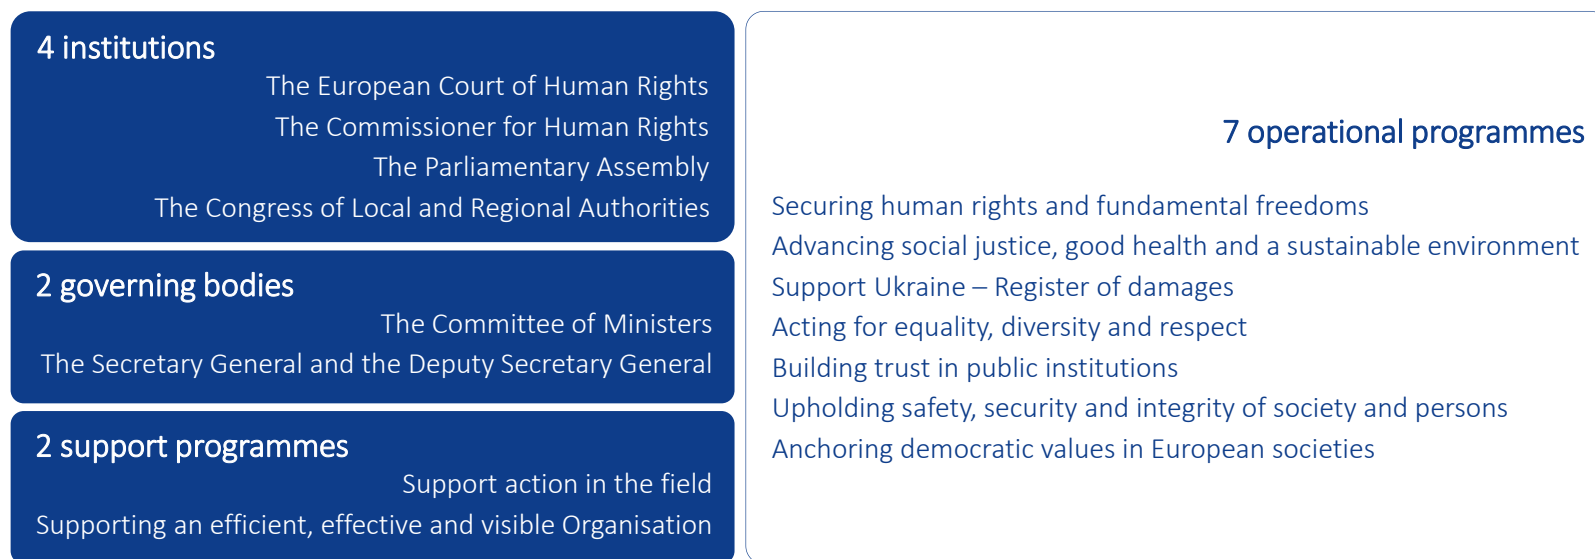 4 institutions
The European Court of Human Rights
The Commissioner for Human Rights
The Parliamentary Assembly
The Congress of Local and Regional Authorities
2 governing bodies
The Committee of Ministers
The Secretary General and the Deputy Secretary General
2 support programmes
Support action in the field
Supporting an efficient, effective and visible Organisation
7 operational programmes
Securing human rights and fundamental freedoms
Advancing social justice, good health and a sustainable environment
Support Ukraine – Register of damages
Acting for equality, diversity and respect
Building trust in public institutions
Upholding safety, security and integrity of society and persons
Anchoring democratic values in European societies